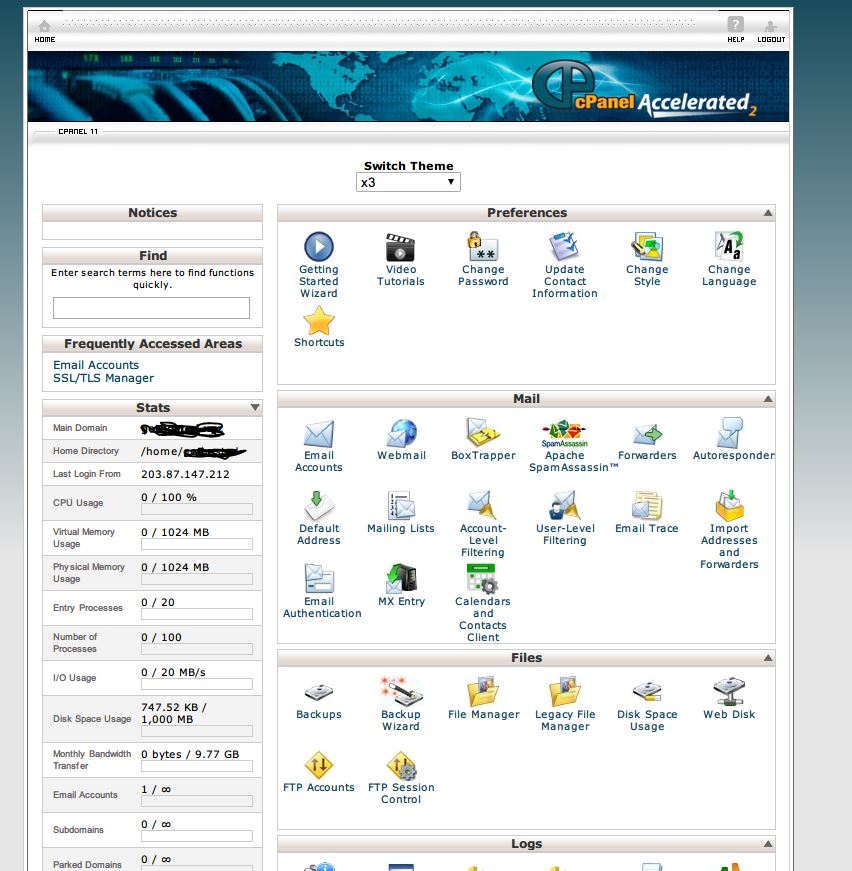 HOME
HELP
LOGOUT
17X 18X 19X
cPanel Accelerated 2
CPANEL 11
Switch Theme
x3
Notices
Find
Enter search terms here to find functions
quickly.
Frequently Accessed Areas
Email Accounts
SSL/TLS Manager
Stats
Main Domain
Home Directory /home/
Last Login From 203.87.147.212
CPU Usage 0 / 100 %
Virtual Memory
Usage
0 / 1024 MB
Physical Memory
Usage
0 / 1024 MB
Entry Processes 0 / 20
Number of
Processes
0 / 100
I/O Usage 0 / 20 MB/s
Disk Space Usage
747.52 KB /
1,000 MB
Monthly Bandwidth
Transfer
0 bytes / 9.77 GB
Email Accounts 1 / ∞
Subdomains 0 / ∞
Parked Domains 0 / ∞
Preferences
Getting
Started
Wizard
Video
Tutorials
Change
Password
Update
Contact
Information
Change
Style
Change
Language
Shortcuts
Mail
Email
Accounts
Webmail
BoxTrapper
SpamAssassin
Apache
SpamAssassin™
Forwarders
Autoresponder
Default
Address
Mailing Lists
Account-
Level
Filtering
User-Level
Filtering
Email Trace
Import
Addresses
and
Forwarders
Email
Authentication
MX
MX Entry
Calendars
and
Contacts
Client
Files
Backups
Backup
Wizard
File Manager
Legacy File
Manager
Disk Space
Usage
Web Disk
FTP Accounts
FTP Session
Control
Logs